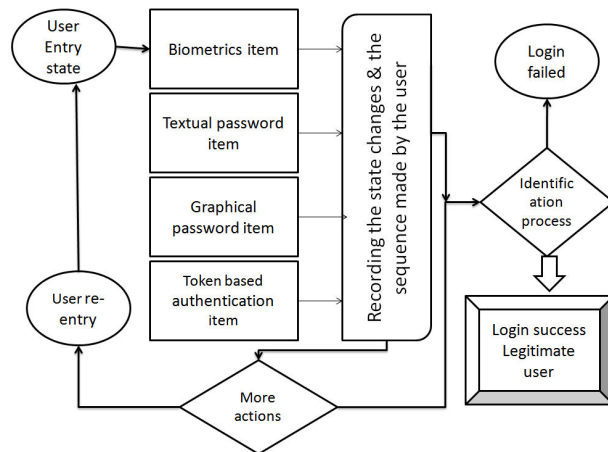 User
Entry
state
Biometrics item
Textual password
item
Graphical
password item
Token based
authentication
item
Recording the state changes & the
sequence made by the user
Login
failed
Identific
ation
process
Login success
Legitimate
user
User re-
entry
More
actions